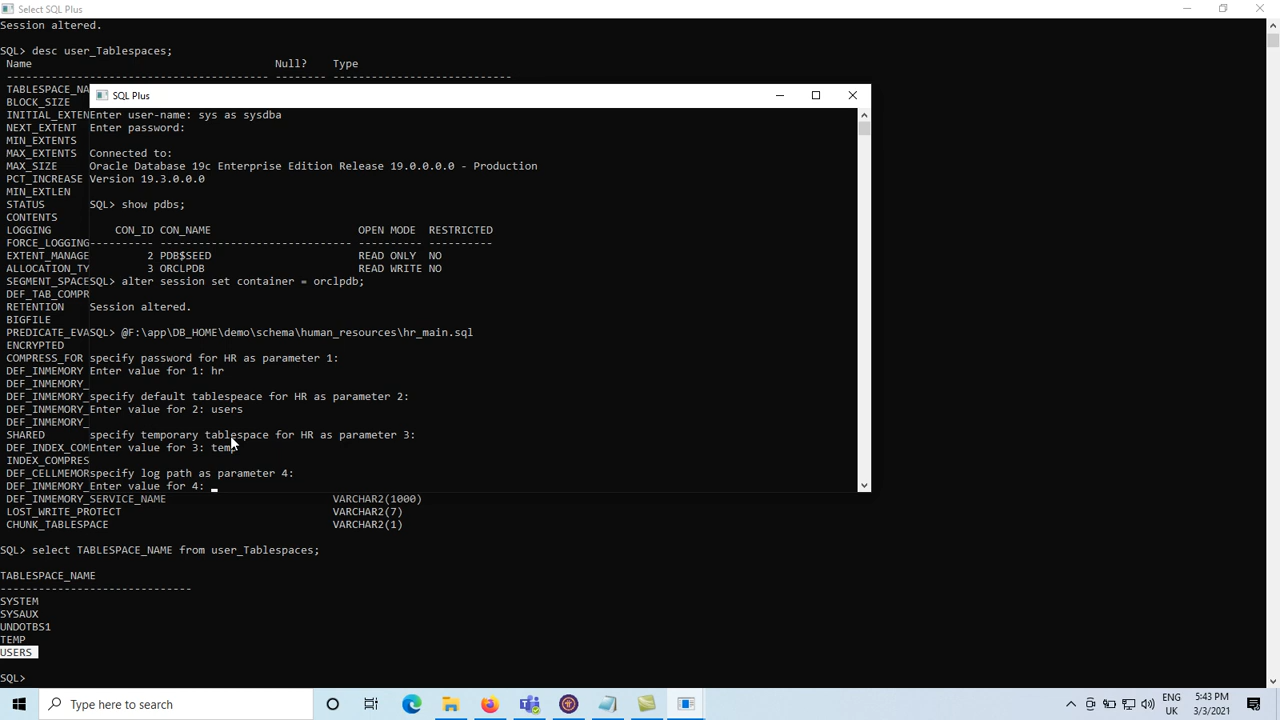 Select SQL Plus
Session altered.
SQL> desc user_Tablespaces;
Name Null? Type
TABLESPACE_NA
BLOCK_SIZE
INITIAL_EXTEN
NEXT_EXTENT
MIN_EXTENTS
MAX_EXTENTS
MAX_SIZE
PCT_INCREASE
MIN_EXTLEN
STATUS
CONTENTS
LOGGING
FORCE_LOGGING
EXTENT_MANAGE
ALLOCATION_TY
SEGMENT_SPACE
DEF_TAB_COMPR
RETENTION
BIGFILE
PREDICATE_EVA
ENCRYPTED
COMPRESS_FOR
DEF_INMEMORY
DEF_INMEMORY_
DEF_INMEMORY_
DEF_INMEMORY_
DEF_INMEMORY_
SHARED
DEF_INDEX_COM
INDEX_COMPRES
DEF_CELLMEMOR
DEF_INMEMORY_
DEF_INMEMORY_SERVICE_NAME VARCHAR2(1000)
LOST_WRITE_PROTECT VARCHAR2(7)
CHUNK_TABLESPACE VARCHAR2(1)
SQL> select TABLESPACE_NAME from user_Tablespaces;
TABLESPACE_NAME
SYSTEM
SYSAUX
UNDOTBS1
TEMP
USERS
SQL>
SQL Plus
Enter user-name: sys as sysdba
Enter password:
Connected to:
Oracle Database 19c Enterprise Edition Release 19.0.0.0.0 - Production
Version 19.3.0.0.0
SQL> show pdbs;
CON_ID CON_NAME OPEN MODE RESTRICTED
---------- ------------------------------ ---------- ----------
2 PDB$SEED READ ONLY NO
3 ORCLPDB READ WRITE NO
SQL> alter session set container = orclpdb;
Session altered.
SQL> @F:\app\DB_HOME\demo\schema\human_resources\hr_main.sql
specify password for HR as parameter 1:
Enter value for 1: hr
specify default tablespeace for HR as parameter 2:
Enter value for 2: users
specify temporary tablespace for HR as parameter 3:
Enter value for 3: temp
specify log path as parameter 4:
Enter value for 4:
Type here to search
ENG
UK
5:43 PM
3/3/2021